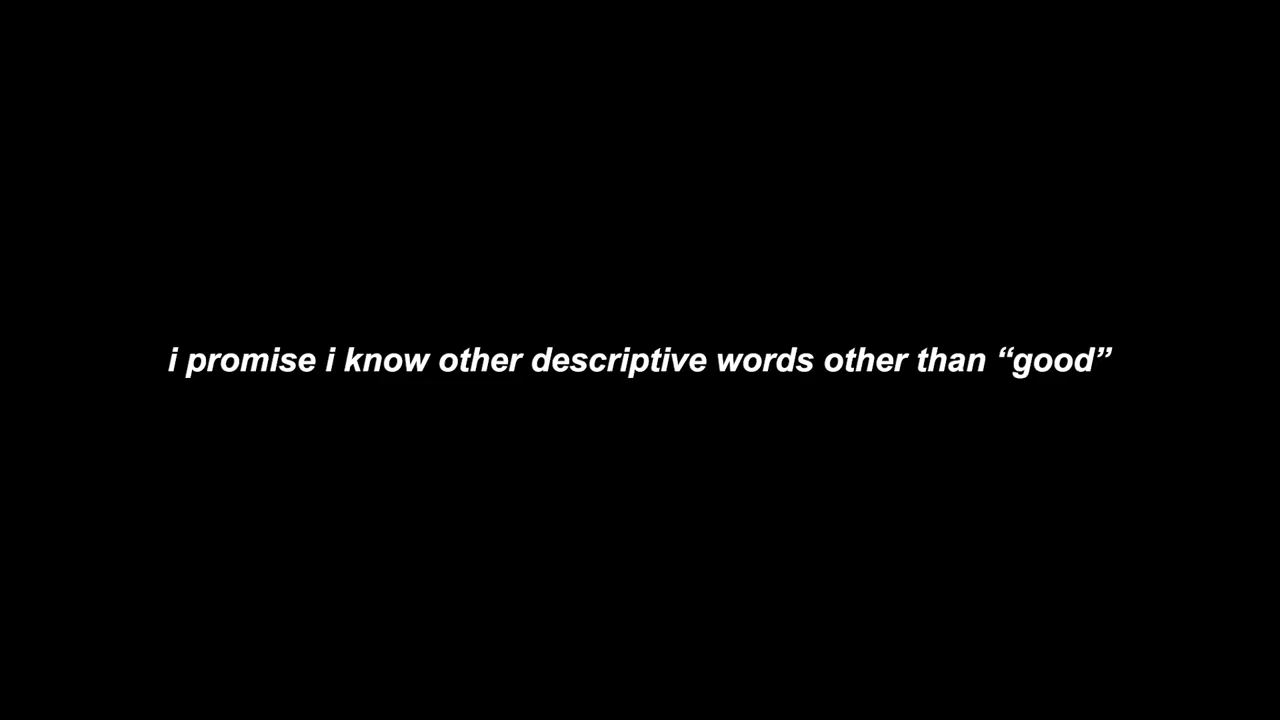 i promise i know other descriptive words other than “good”